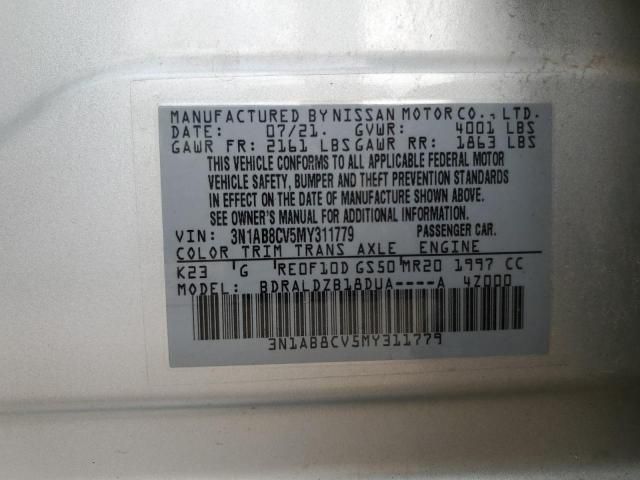 MANUFACTURED BY NISSAN MOTOR CO., LTD.
DATE: 07/21. GVWR: 4001 LBS
GAWR FR: 2161 LBS GAWR RR: 1863 LBS
THIS VEHICLE CONFORMS TO ALL APPLICABLE FEDERAL MOTOR
VEHICLE SAFETY, BUMPER AND THEFT PREVENTION STANDARDS
IN EFFECT ON THE DATE OF MANUFACTURE SHOWN ABOVE.
SEE OWNER'S MANUAL FOR ADDITIONAL INFORMATION.
VIN: 3N1AB8CV5MY311779 PASSENGER CAR.
COLOR TRIM TRANS AXLE ENGINE
K23 G RE0F10D GS50 MR20 1997 CC
MODEL: BDRALDZB18DUA----A 4Z000
3N1AB8CV5MY311779